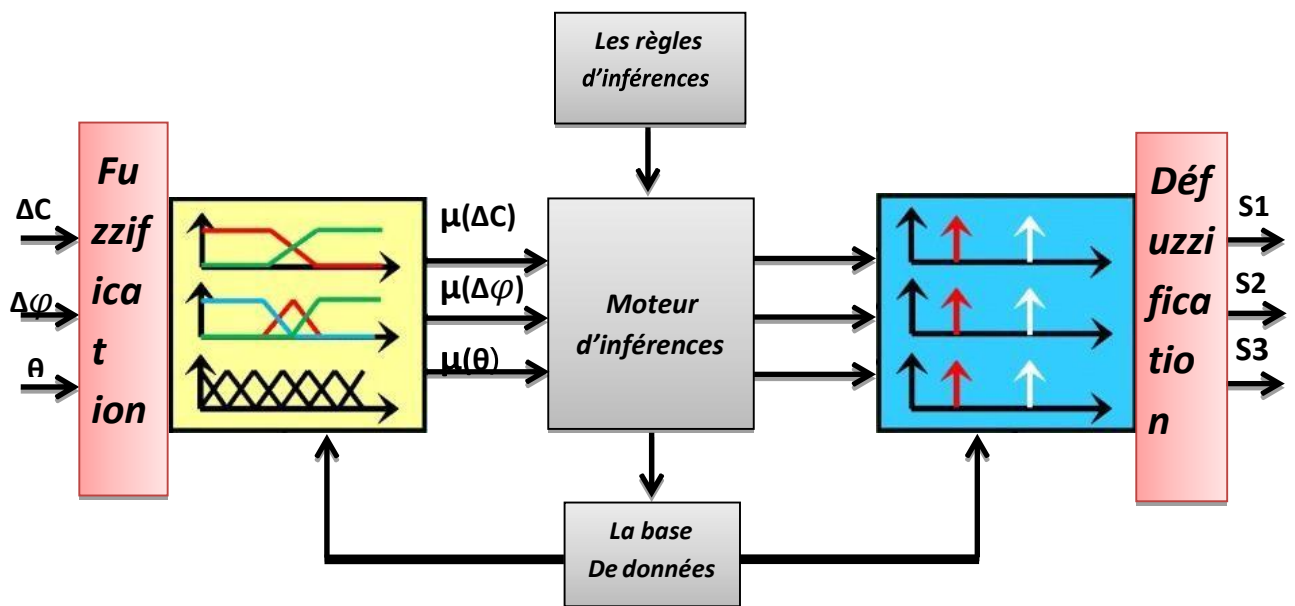 Les règles
d'inférences
Fu
zzif
ica
t
ion
ΔC
Δφ
θ
μ(ΔC)
μ(Δφ)
μ(θ)
Moteur
d'inférences
Déf
uzzi
fica
tio
n
S1
S2
S3
La base
De données